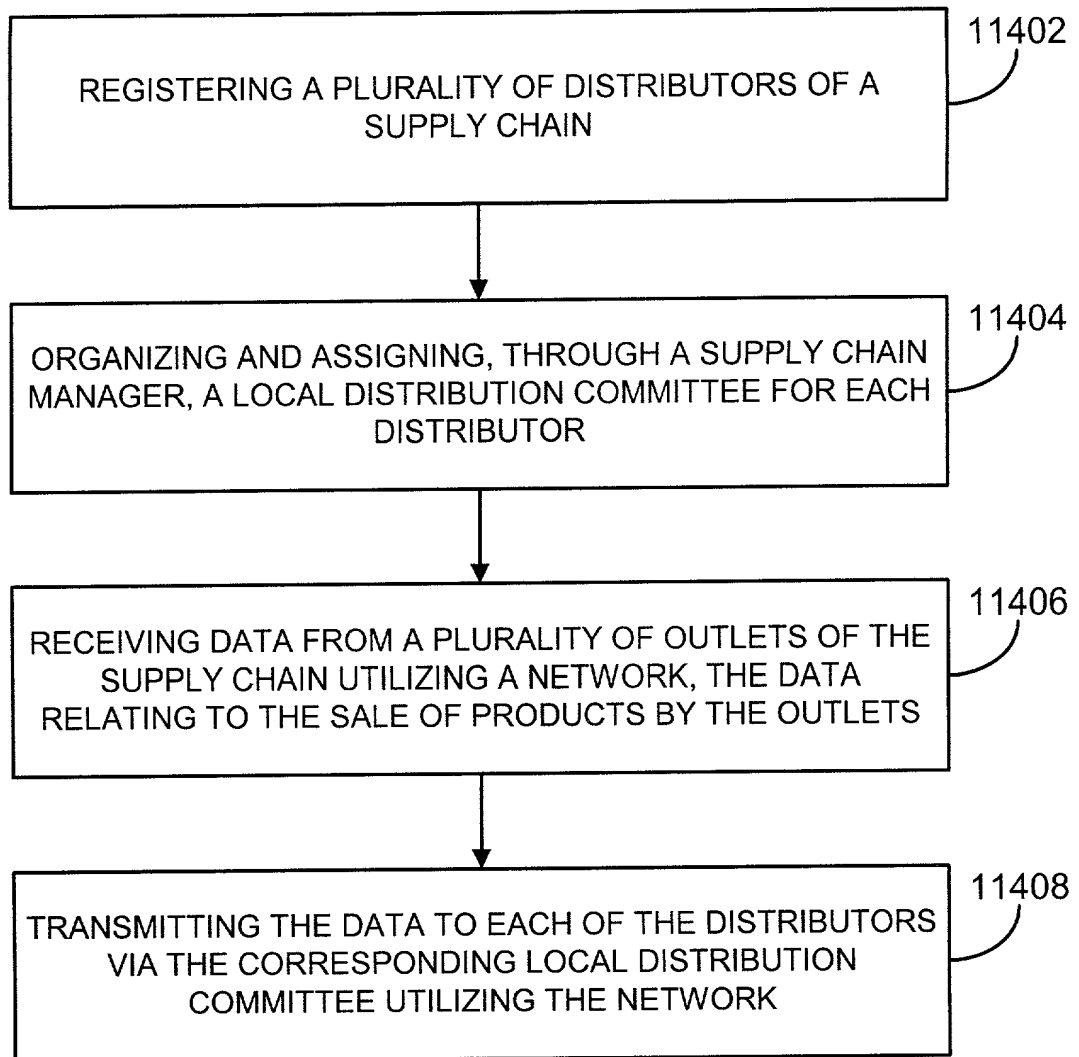 11402
REGISTERING A PLURALITY OF DISTRIBUTORS OF A
SUPPLY CHAIN
11404
ORGANIZING AND ASSIGNING, THROUGH A SUPPLY CHAIN
MANAGER, A LOCAL DISTRIBUTION COMMITTEE FOR EACH
DISTRIBUTOR
11406
RECEIVING DATA FROM A PLURALITY OF OUTLETS OF THE
SUPPLY CHAIN UTILIZING A NETWORK, THE DATA
RELATING TO THE SALE OF PRODUCTS BY THE OUTLETS
11408
TRANSMITTING THE DATA TO EACH OF THE DISTRIBUTORS
VIA THE CORRESPONDING LOCAL DISTRIBUTION
COMMITTEE UTILIZING THE NETWORK